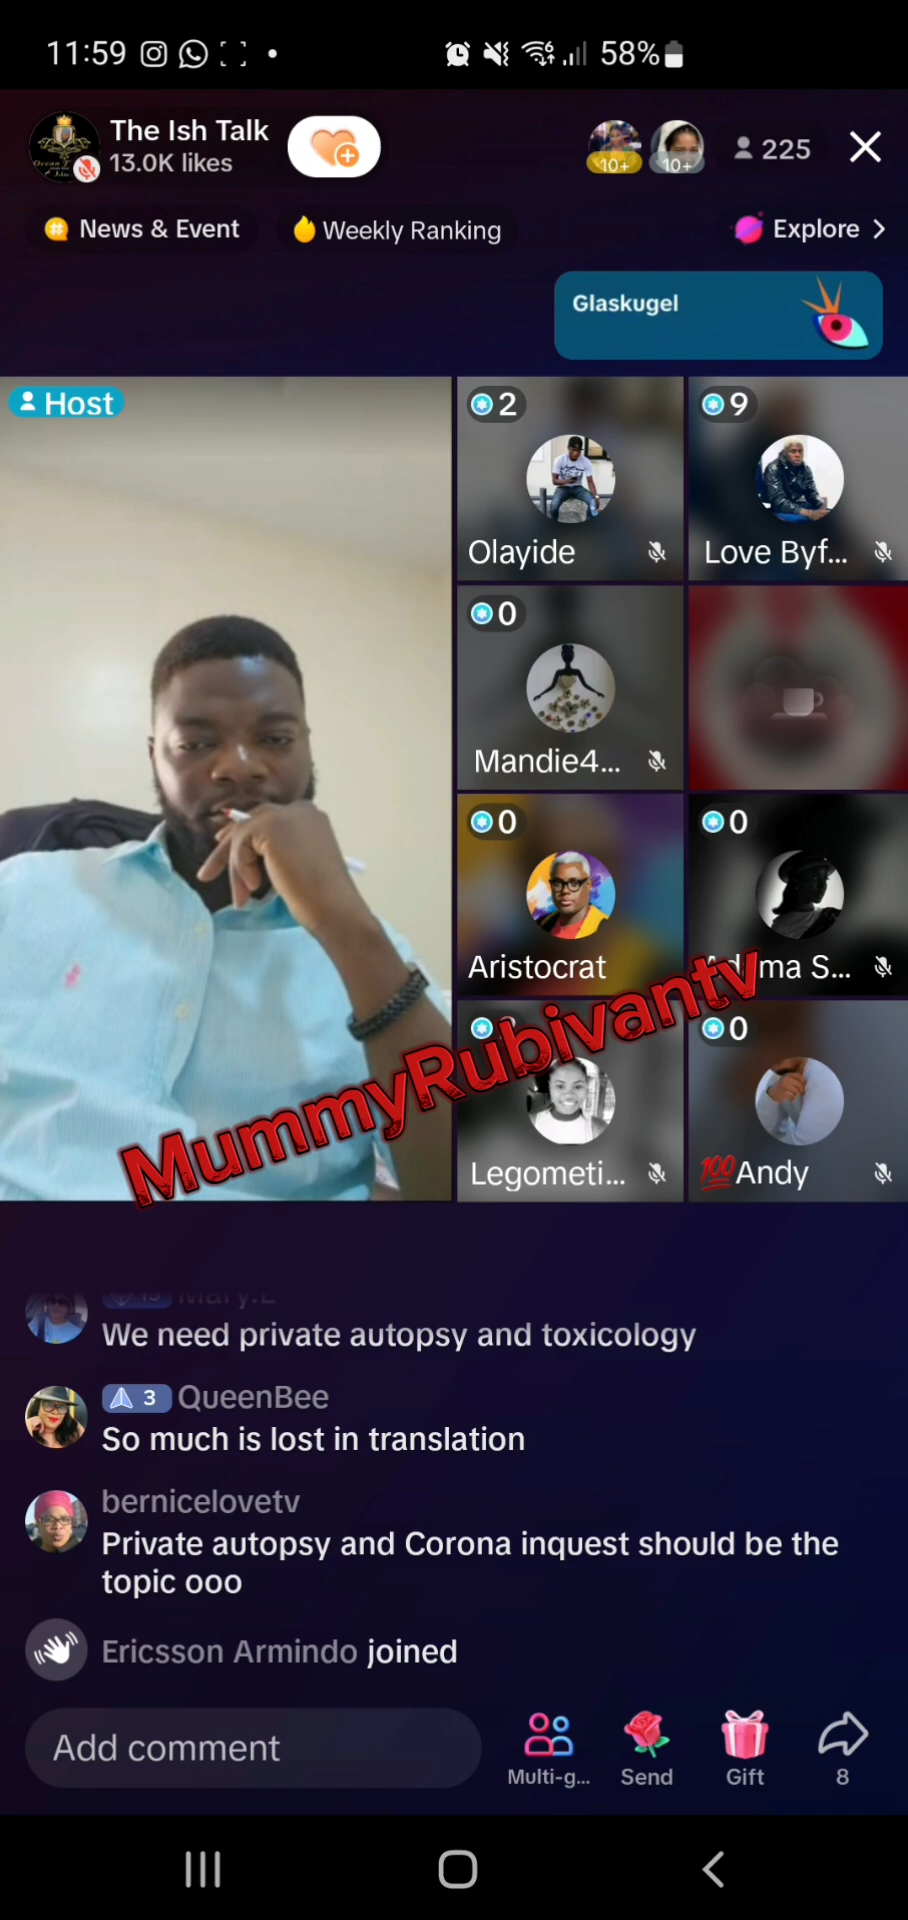 11:59
58%
The Ish Talk
13.0K likes
10+
10+
225
News & Event
Weekly Ranking
Explore
Glaskugel
Host
2
9
Olayide
Love Byf...
0
Mandie4...
0
0
Aristocrat
ma S...
MummyRubivantv
0
Legometi...
💯Andy
Mary.E
We need private autopsy and toxicology
3 QueenBee
So much is lost in translation
bernicelovetv
Private autopsy and Corona inquest should be the
topic ooo
Ericsson Armindo joined
Add comment
Multi-g...
Send
Gift
8